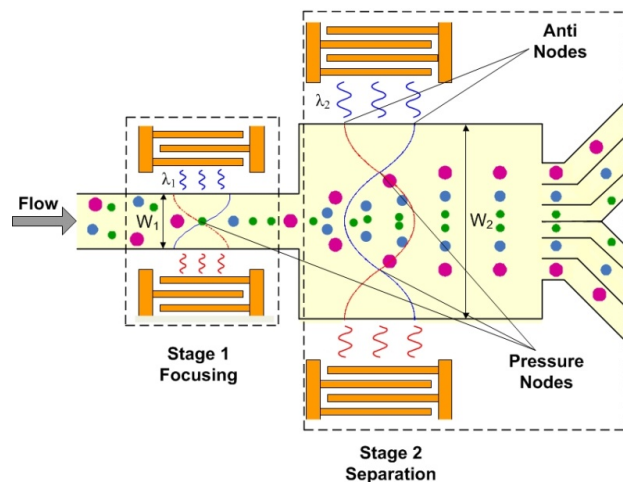 Anti
Nodes
λ2
λ1
Flow
W1
W2
Stage 1
Focusing
Pressure
Nodes
Stage 2
Separation